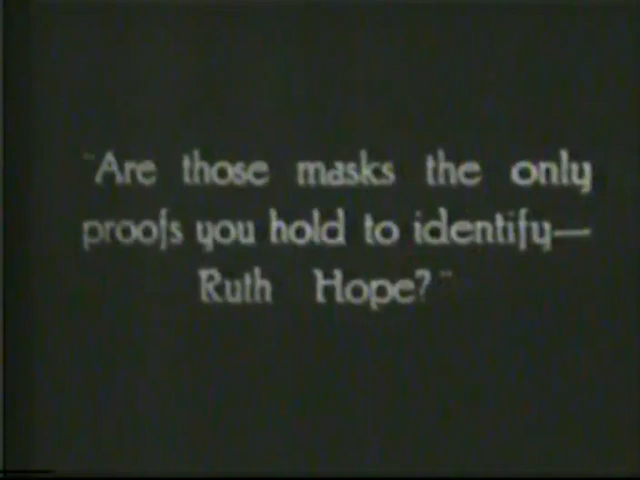 "Are those masks the only
proofs you hold to identify—
Ruth Hope?"